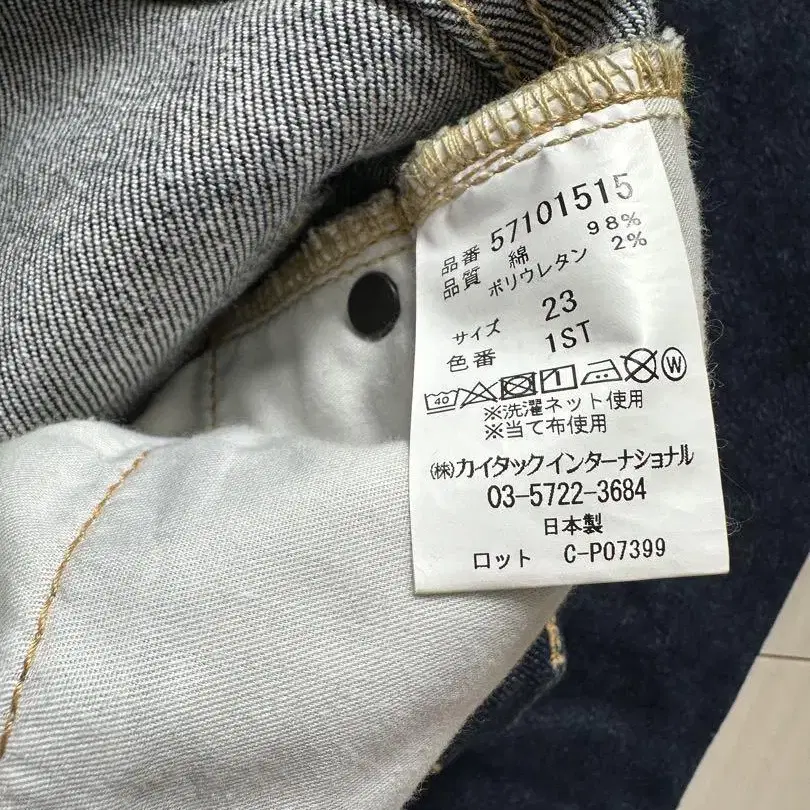 品番 57101515
品質 綿 98%
ポリウレタン 2%
サイズ 23
色番 1ST
40 W
※洗濯ネット使用
※当て布使用
㈱カイタックインターナショナル
03-5722-3684
日本製
ロット C-P07399